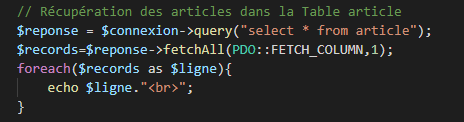 // Récupération des articles dans la Table article
$reponse = $connexion->query("select * from article");
$records=$reponse->fetchAll(PDO::FETCH_COLUMN,1);
foreach($records as $ligne){
    echo $ligne."<br>";
}